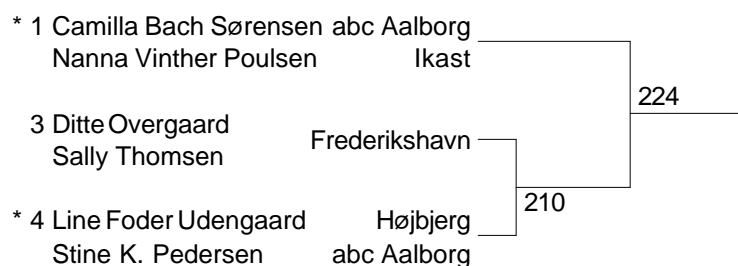 * 1 Camilla Bach Sørensen abc Aalborg
Nanna Vinther Poulsen Ikast
224
3 Ditte Overgaard
Frederikshavn
Sally Thomsen
210
* 4 Line Foder Udengaard Højbjerg
Stine K. Pedersen abc Aalborg